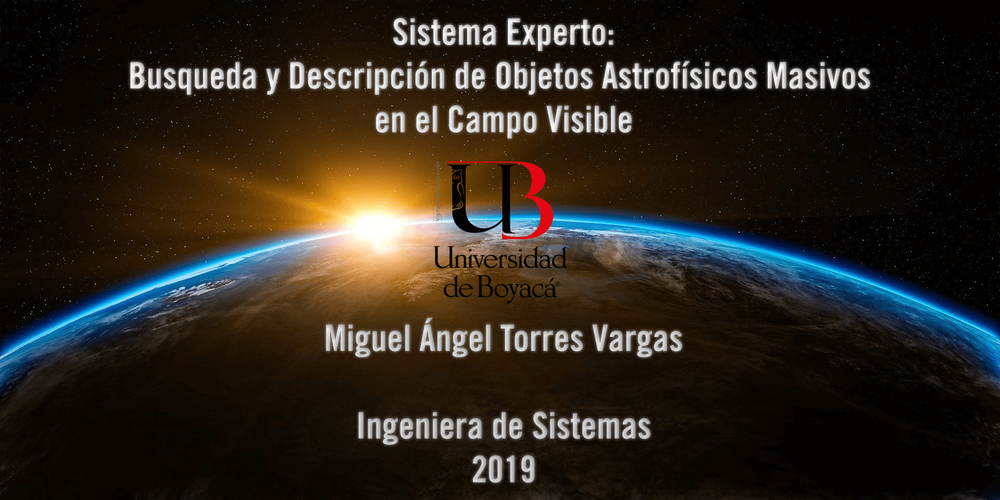 Sistema Experto:
Busqueda y Descripción de Objetos Astrofísicos Masivos
en el Campo Visible
UB
Universidad
de Boyacá
Miguel Ángel Torres Vargas
Ingeniera de Sistemas
2019